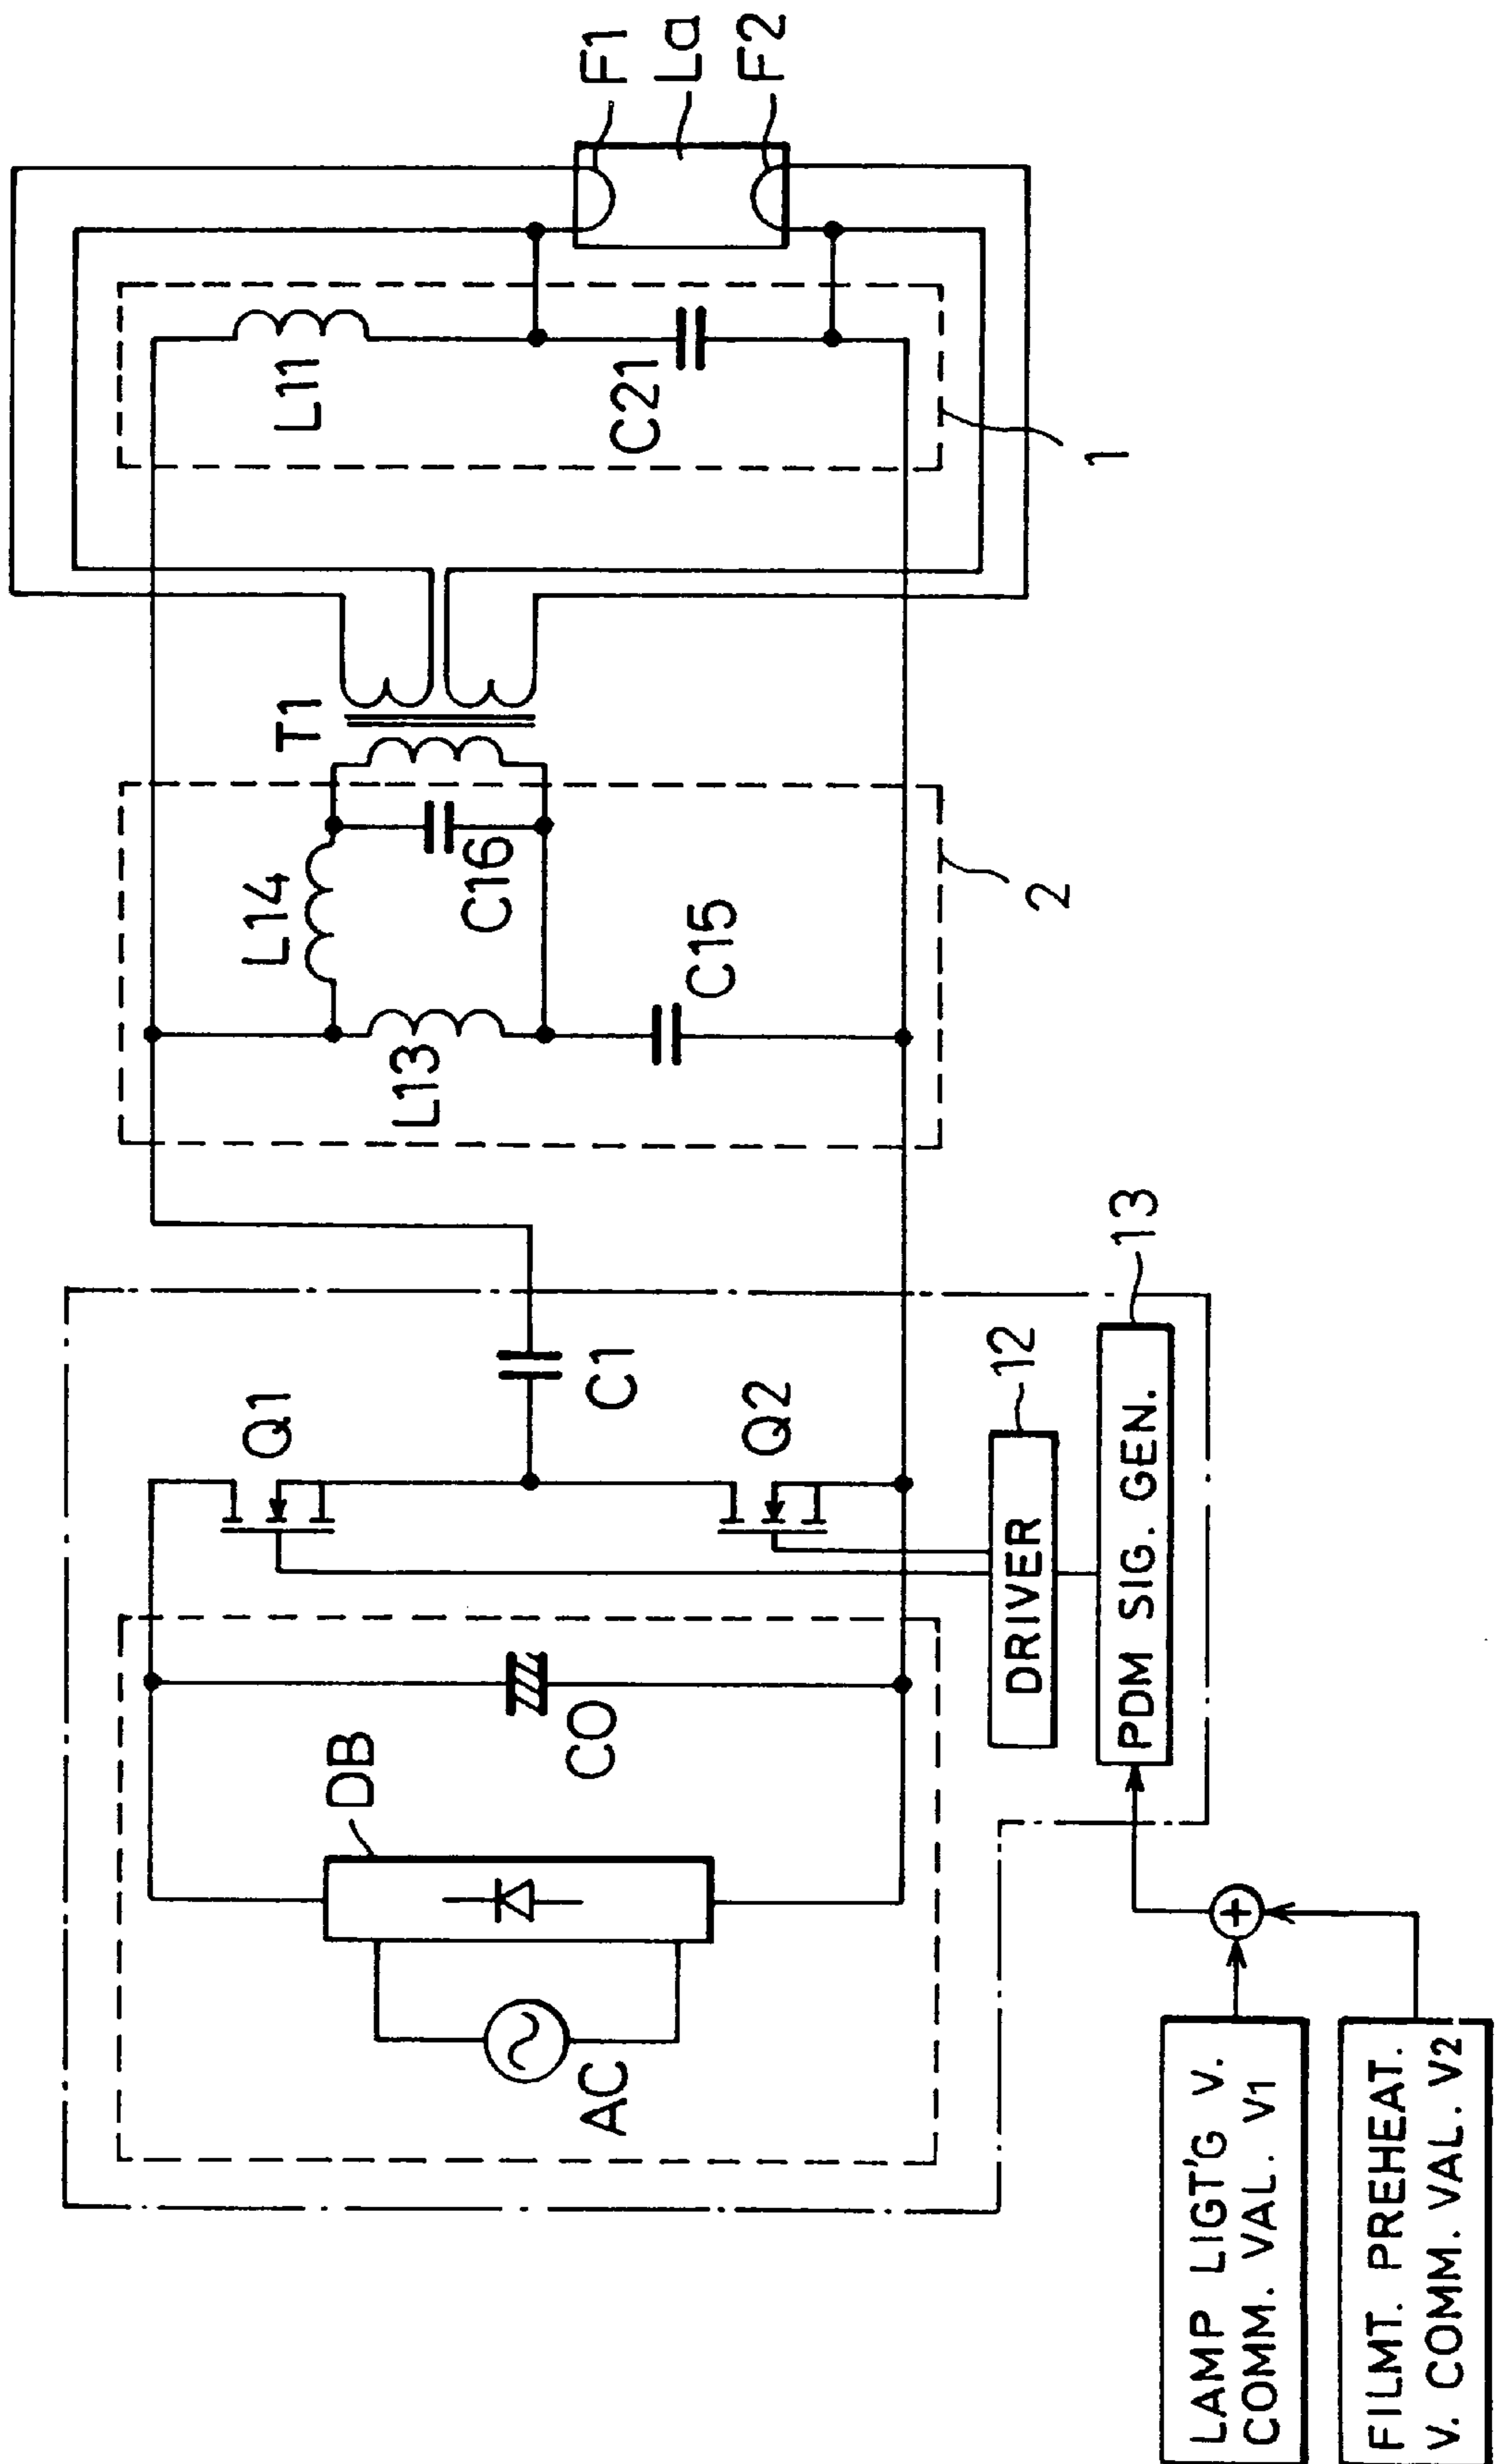 F1
La
F2
L11
C21
1
T1
L14
C16
L13
C15
2
Q1
C1
Q2
12
DRIVER
13
PDM SIG. GEN.
DB
CO
AC
LAMP LIGT'G V.
COMM. VAL. V1
FILMT. PREHEAT.
V. COMM. VAL. V2
+